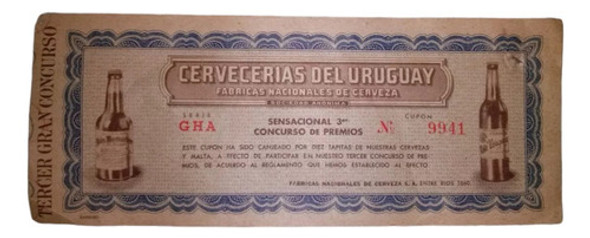 TERCER GRAN CONCURSO
CERVECERIAS DEL URUGUAY
FABRICAS NACIONALES DE CERVEZA
SOCIEDAD ANONIMA
SERIE
GHA
SENSACIONAL 3er
CONCURSO DE PREMIOS
CUPON
Nº 9941
ESTE CUPON HA SIDO CANJEADO POR DIEZ TAPITAS DE NUESTRAS CERVEZAS
Y MALTA, A EFECTO DE PARTICIPAR EN NUESTRO TERCER CONCURSO DE PRE-
MIOS, DE ACUERDO AL REGLAMENTO QUE HEMOS ESTABLECIDO AL EFECTO
FABRICAS NACIONALES DE CERVEZA S. A. ENTRE RIOS 1060